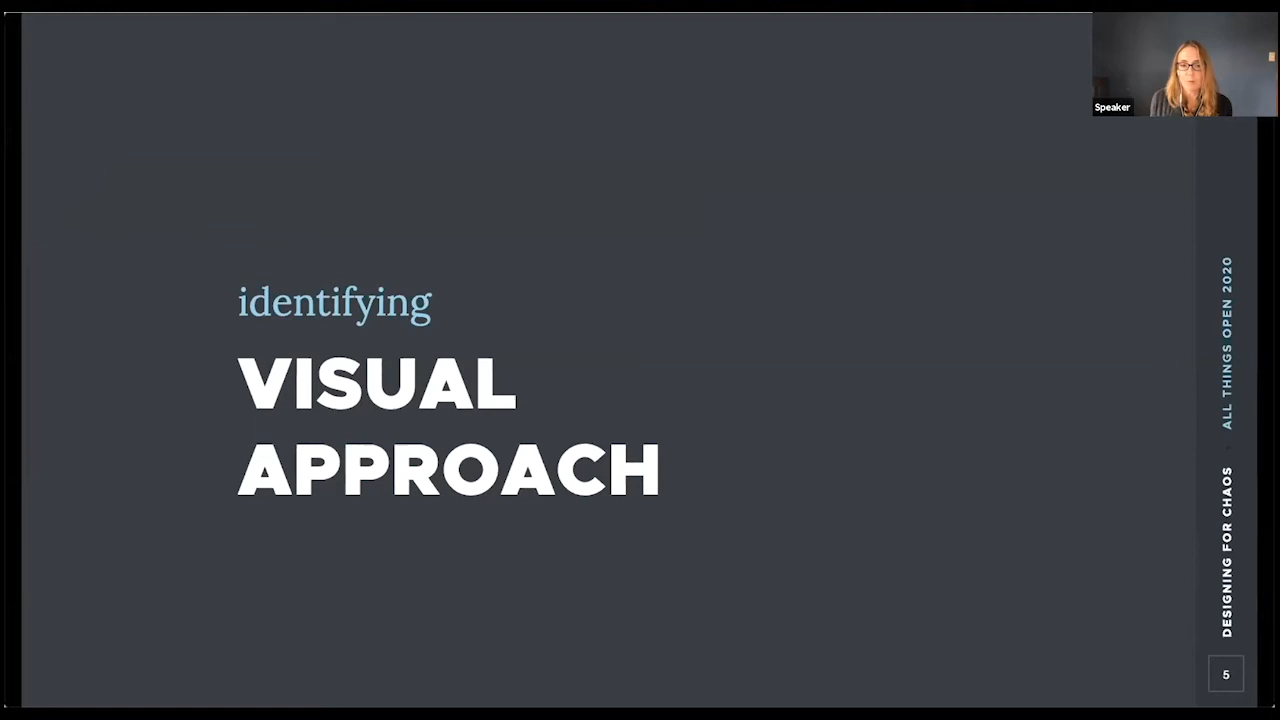 Speaker
identifying
VISUAL
APPROACH
DESIGNING FOR CHAOS · ALL THINGS OPEN 2020
5